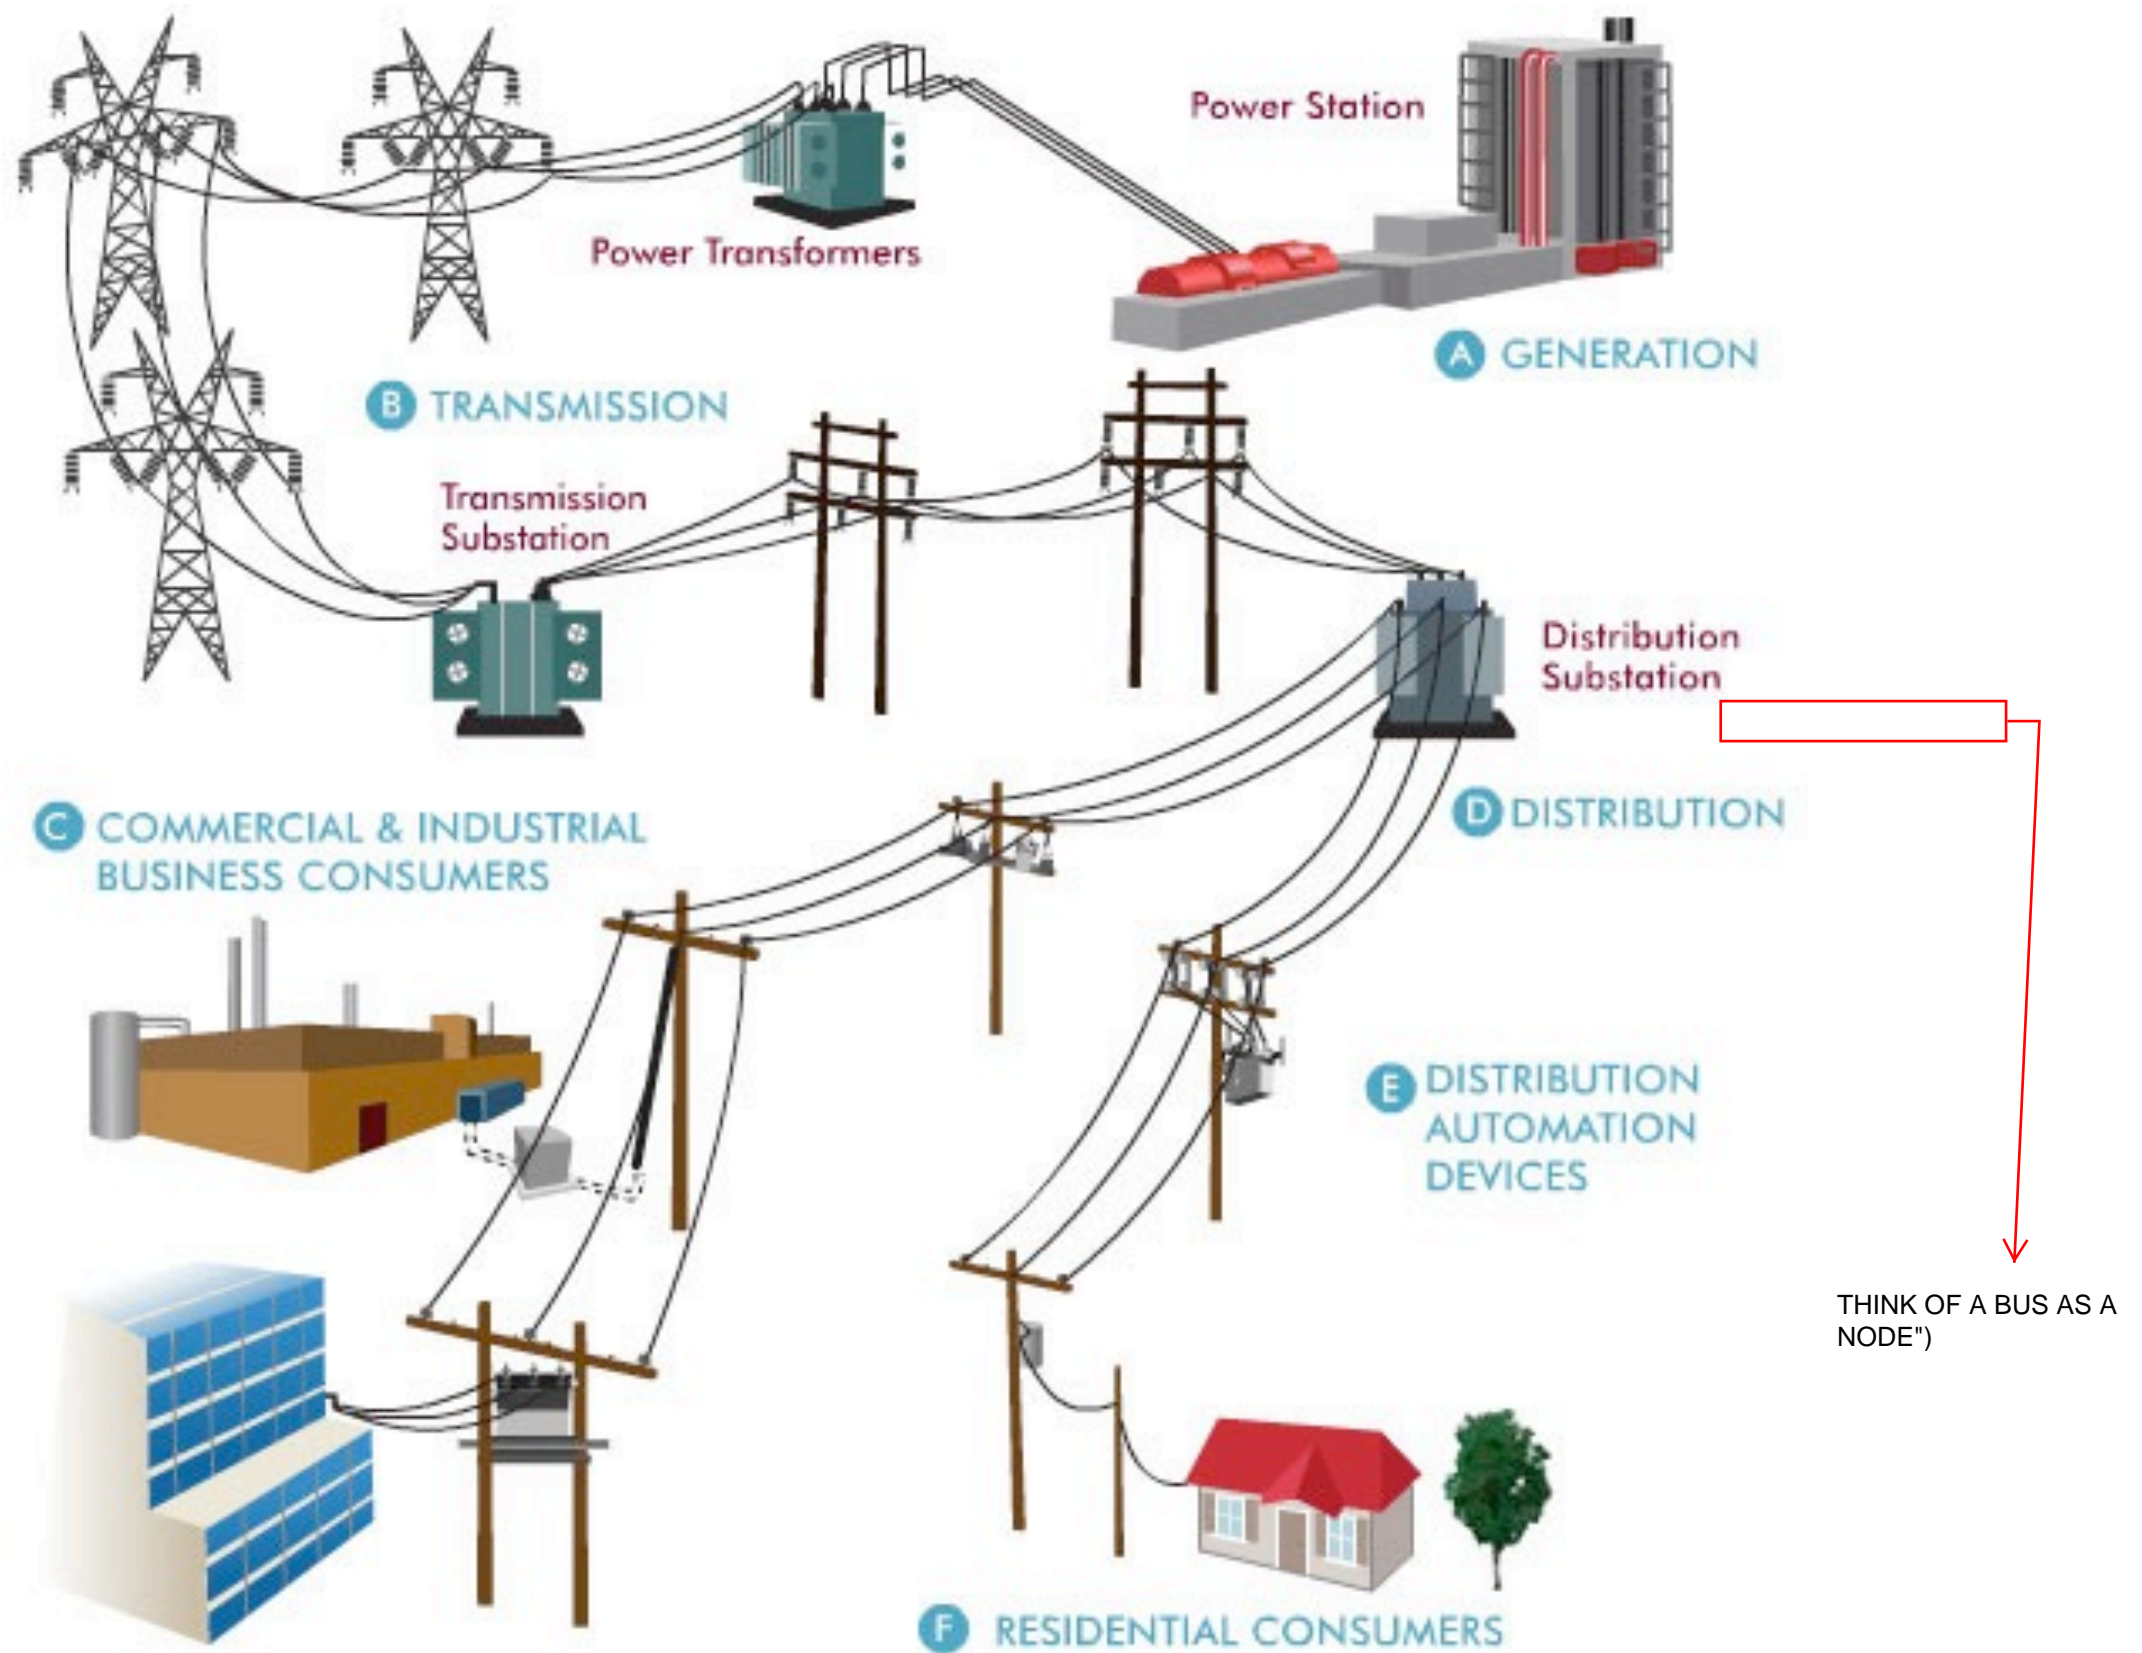 Power Station
Power Transformers
A GENERATION
B TRANSMISSION
Transmission
Substation
Distribution
Substation
C COMMERCIAL & INDUSTRIAL
BUSINESS CONSUMERS
D DISTRIBUTION
E DISTRIBUTION
AUTOMATION
DEVICES
THINK OF A BUS AS A
NODE")
F RESIDENTIAL CONSUMERS